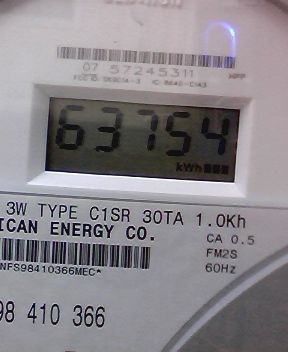 07 57245311
63754
kWh
3W TYPE C1SR 30TA 1.0Kh
ICAN ENERGY CO.
CA 0.5
FM2S
60Hz
NFS98410366MEC*
98 410 366